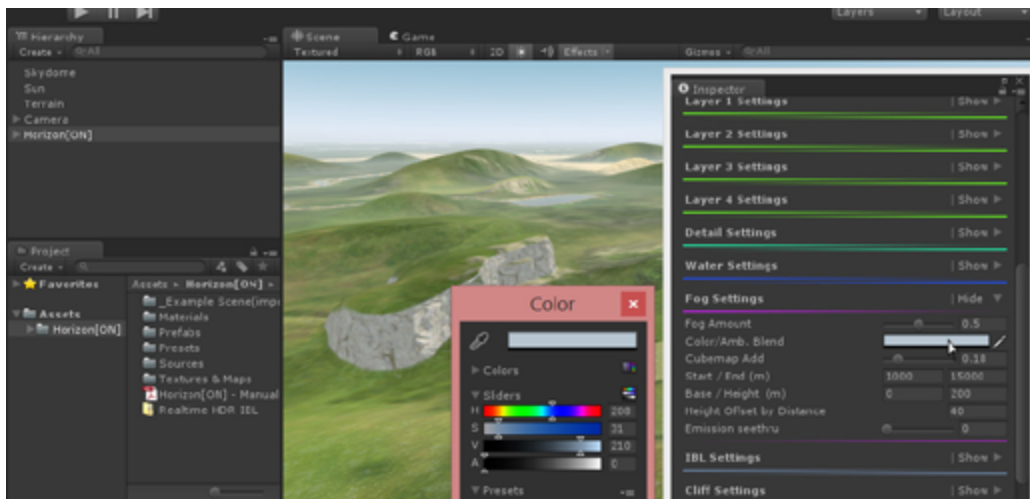 Layers
Layout
Hierarchy
Create
All
Skydome
Sun
Terrain
Camera
Horizon[ON]
Scene
Game
Textured
RGB
2D
Effects
Gizmos
All
Project
Create
Favorites
Assets
Horizon[ON]
Assets ▸ Horizon[ON] ▸
_Example Scene(imp
Materials
Prefabs
Presets
Sources
Textures & Maps
Horizon[ON] - Manual
Realtime HDR IBL
Color
Colors
Sliders
H 208
S 31
V 210
A 0
Presets
Inspector
Layer 1 Settings | Show
Layer 2 Settings | Show
Layer 3 Settings | Show
Layer 4 Settings | Show
Detail Settings | Show
Water Settings | Show
Fog Settings | Hide
Fog Amount 0.5
Color/Amb. Blend
Cubemap Add 0.18
Start / End (m) 1000 15000
Base / Height (m) 0 200
Height Offset by Distance 40
Emission seethru 0
IBL Settings | Show
Cliff Settings | Show